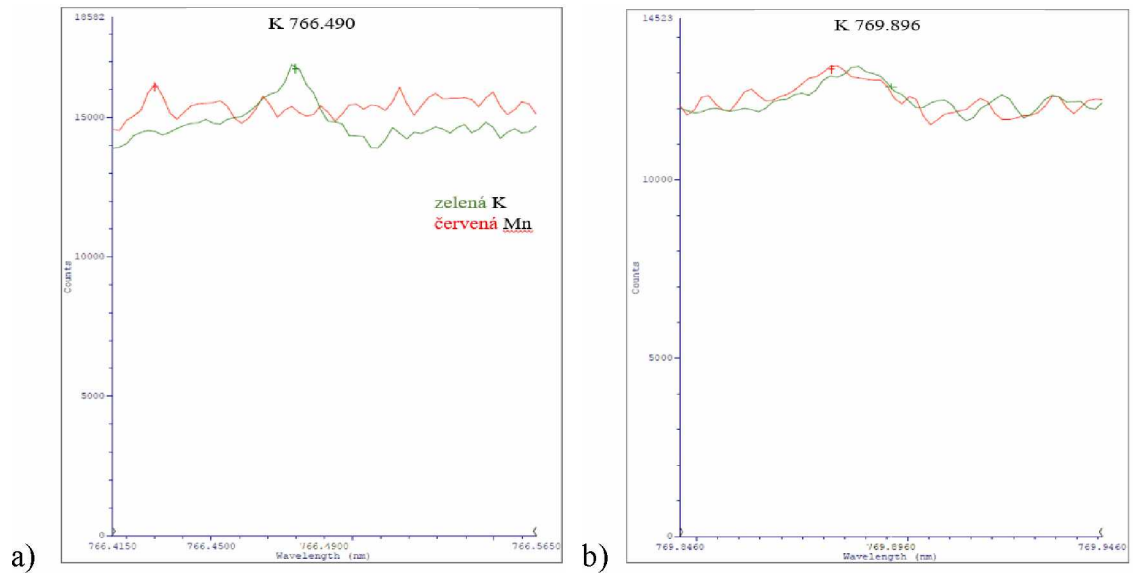 K 766.490
18582
15000
10000
5000
0
Counts
zelená K
červená Mn
766.4150
766.4500
766.4900
766.5650
Wavelength (nm)
a)
K 769.896
14523
10000
5000
0
Counts
769.8460
769.8960
769.9460
Wavelength (nm)
b)